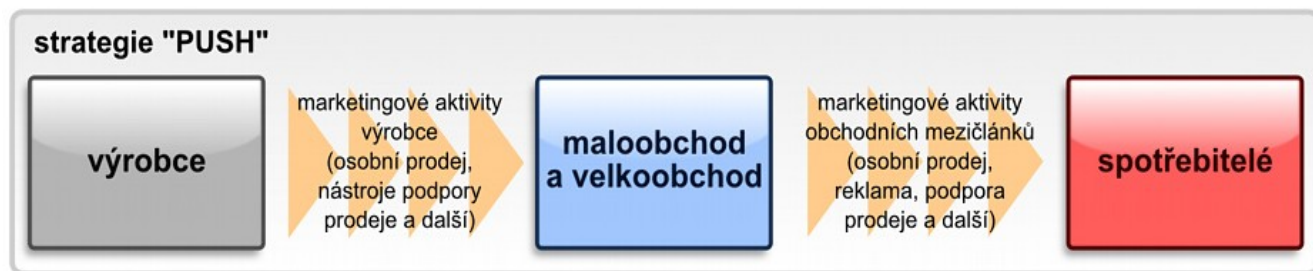 strategie "PUSH"
výrobce
marketingové aktivity
výrobce
(osobní prodej,
nástroje podpory
prodeje a další)
maloobchod
a velkoobchod
marketingové aktivity
obchodních mezičlánků
(osobní prodej,
reklama, podpora
prodeje a další)
spotřebitelé